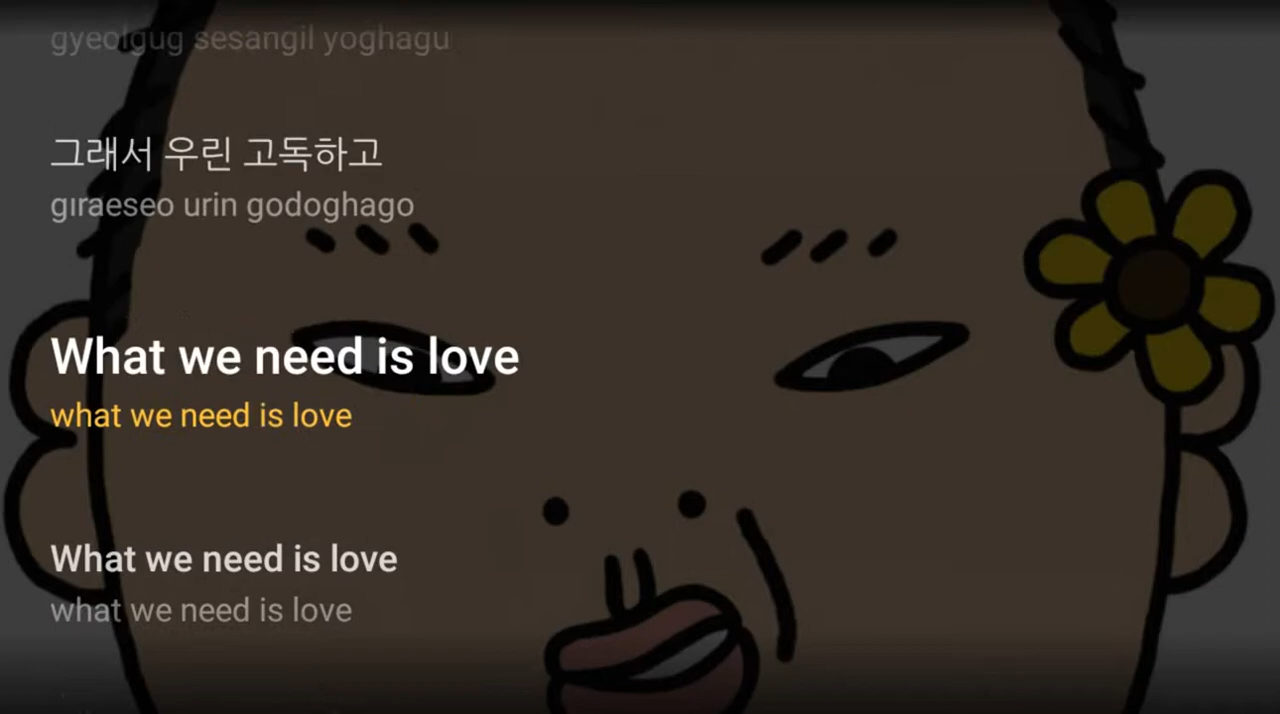 gyeolgug sesangil yoghagu
그래서 우린 고독하고
gıraeseo urin godoghago
What we need is love
what we need is love
What we need is love
what we need is love